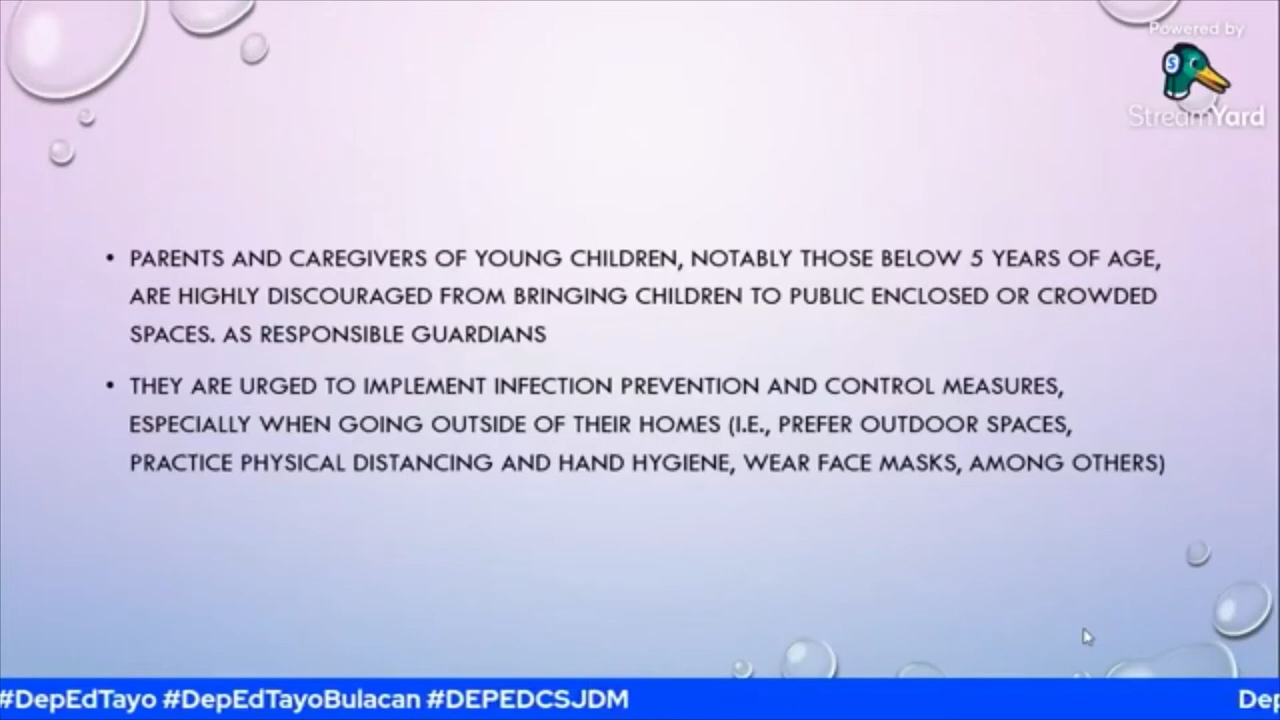 Powered by
S
StreamYard
• PARENTS AND CAREGIVERS OF YOUNG CHILDREN, NOTABLY THOSE BELOW 5 YEARS OF AGE,
ARE HIGHLY DISCOURAGED FROM BRINGING CHILDREN TO PUBLIC ENCLOSED OR CROWDED
SPACES. AS RESPONSIBLE GUARDIANS
• THEY ARE URGED TO IMPLEMENT INFECTION PREVENTION AND CONTROL MEASURES,
ESPECIALLY WHEN GOING OUTSIDE OF THEIR HOMES (I.E., PREFER OUTDOOR SPACES,
PRACTICE PHYSICAL DISTANCING AND HAND HYGIENE, WEAR FACE MASKS, AMONG OTHERS)
#DepEdTayo #DepEdTayoBulacan #DEPEDCSJDM Dep